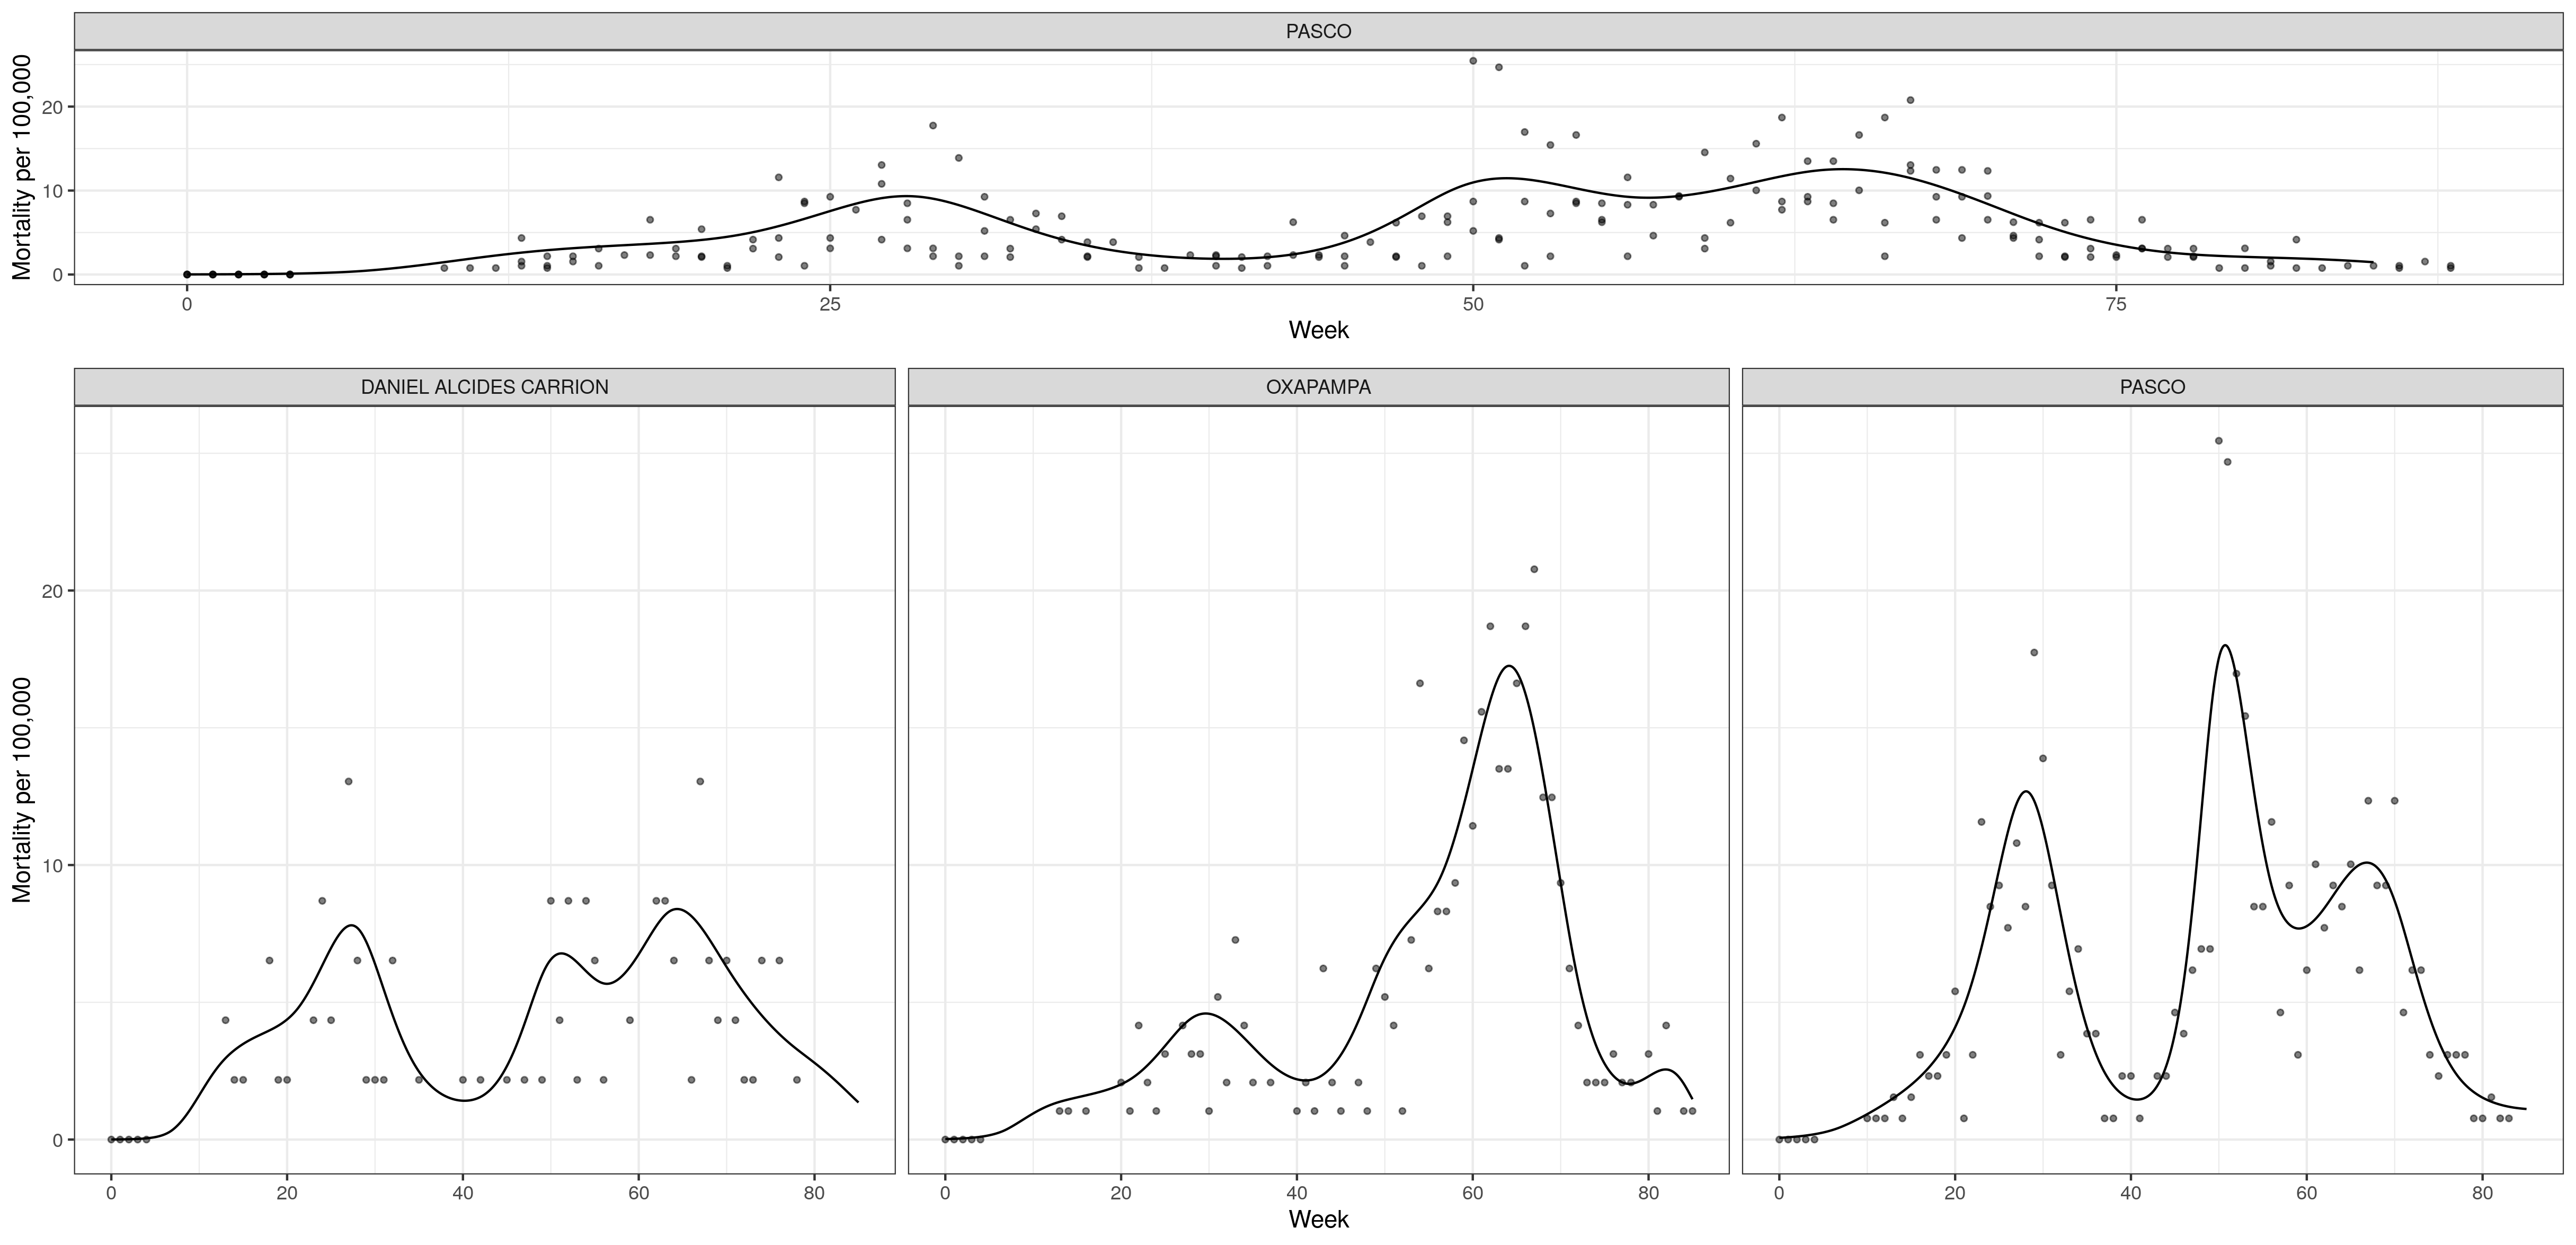 PASCO
Mortality per 100,000
20
10
0
0 25 50 75
Week
DANIEL ALCIDES CARRION OXAPAMPA PASCO
Mortality per 100,000
20
10
0
0 20 40 60 80 0 20 40 60 80 0 20 40 60 80
Week